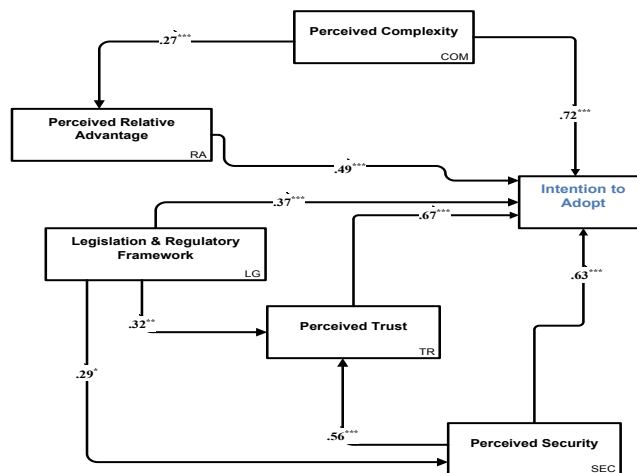 Perceived Complexity
COM
.27***
.72***
Perceived Relative
Advantage
RA
.49***
Intention to
Adopt
.37***
.67***
Legislation & Regulatory
Framework
LG
.63***
.32**
Perceived Trust
TR
.29*
.56***
Perceived Security
SEC